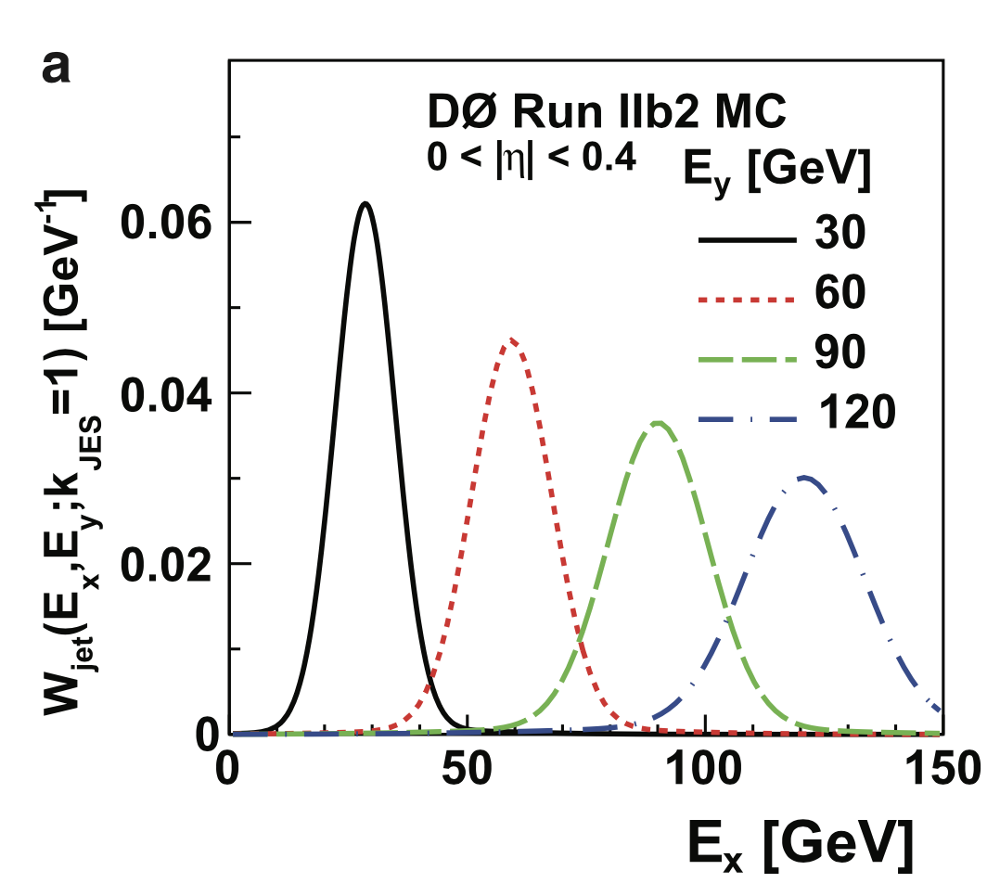 a
DØ Run IIb2 MC
0 < |η| < 0.4
E_y [GeV]
30
60
90
120
W_jet(E_x,E_y;k_JES=1) [GeV^-1]
0.06
0.04
0.02
0
0 50 100 150
E_x [GeV]